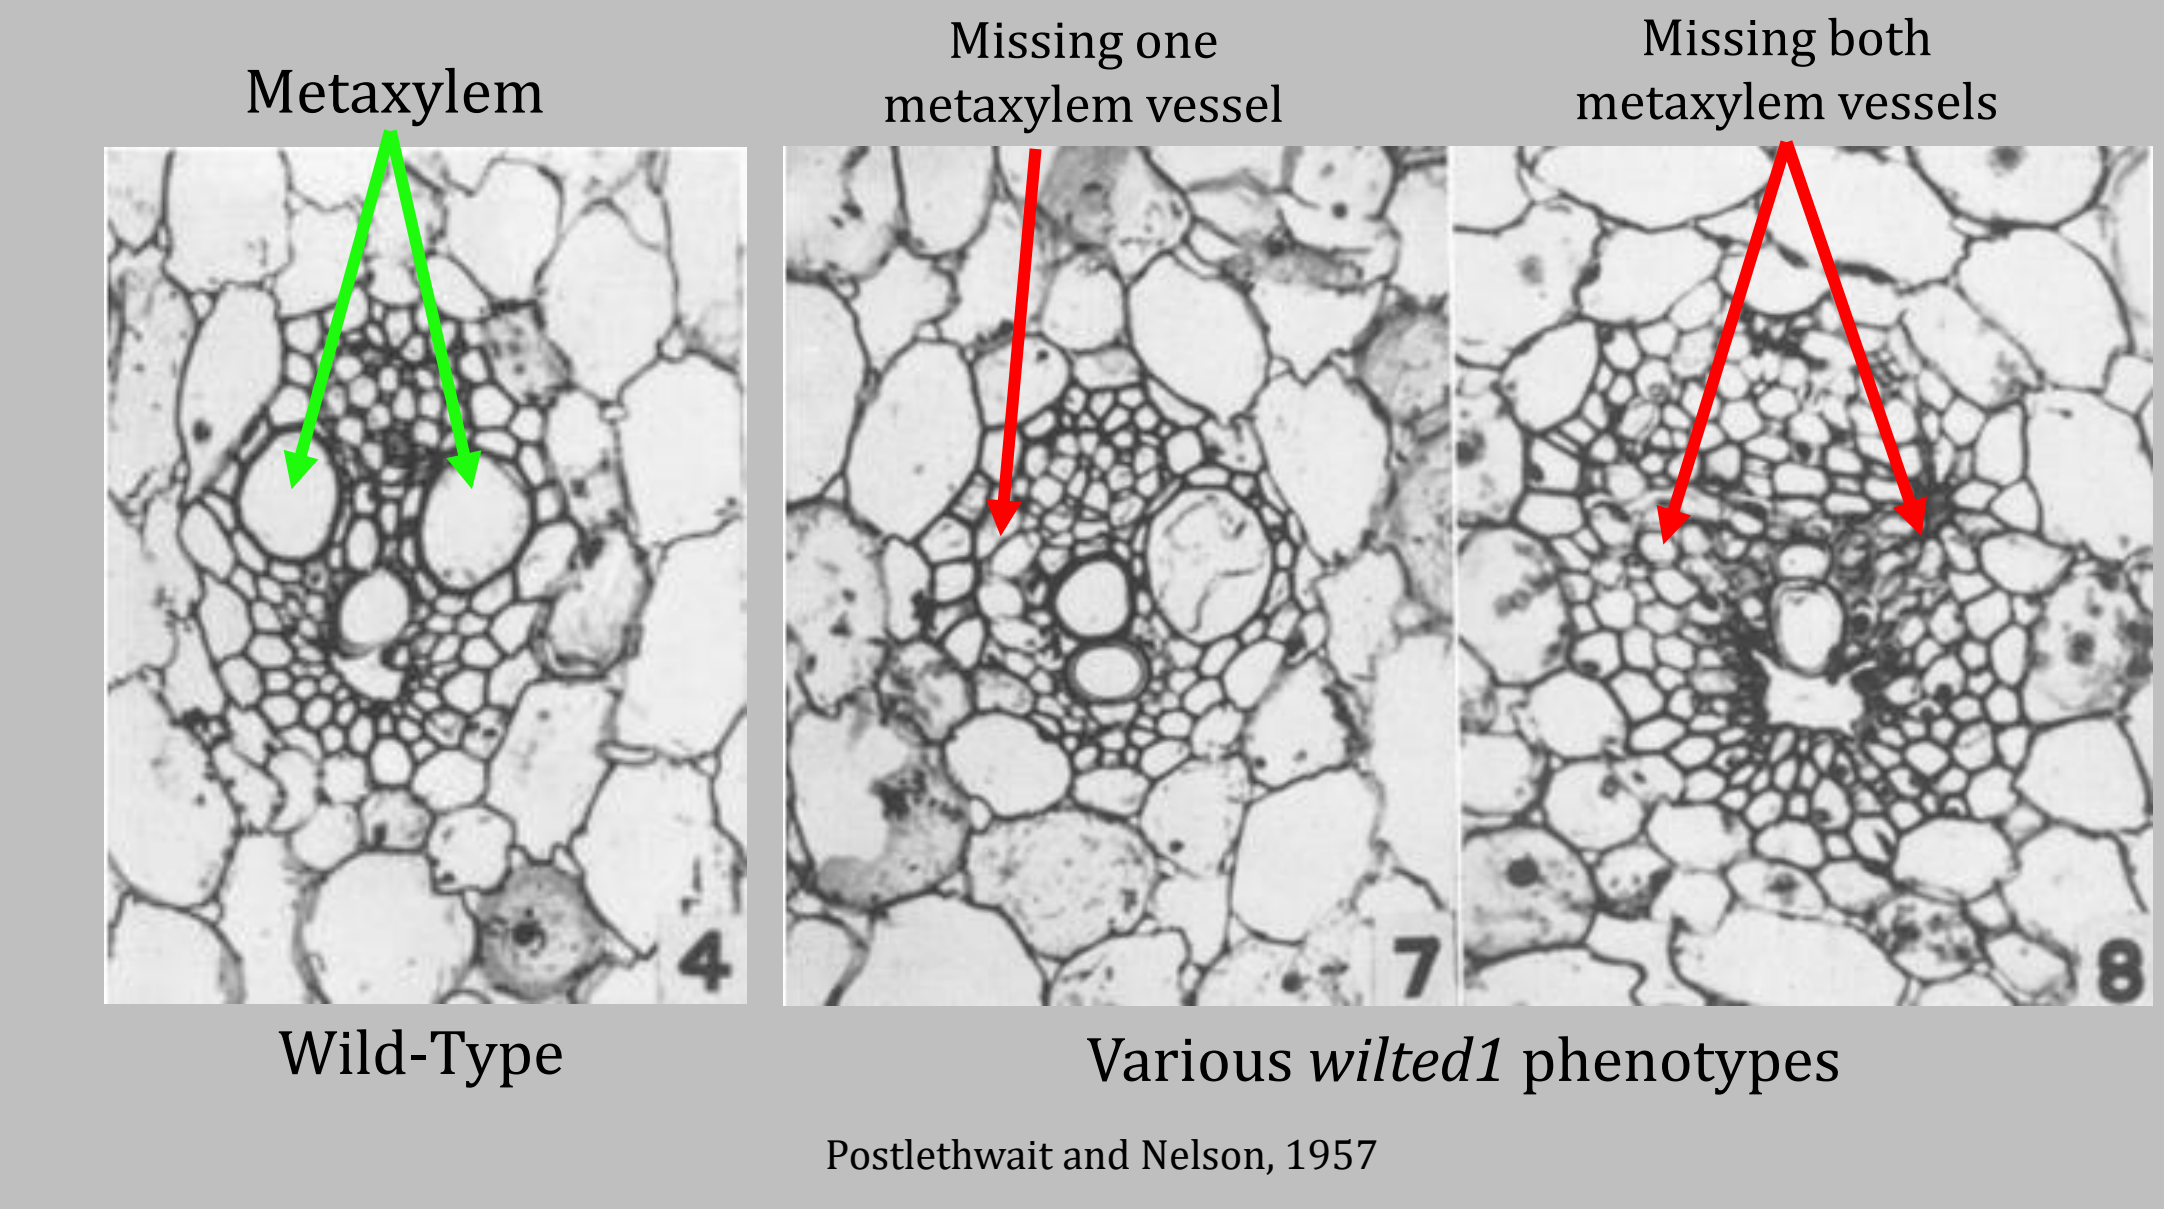 Metaxylem
Missing one
metaxylem vessel
Missing both
metaxylem vessels
4
7
8
Wild-Type
Various wilted1 phenotypes
Postlethwait and Nelson, 1957